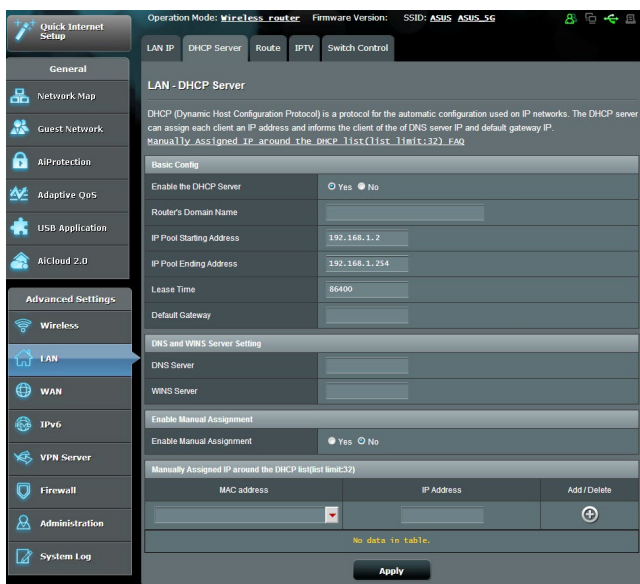 Quick Internet
Setup
Operation Mode: Wireless router Firmware Version: SSID: ASUS ASUS_5G
LAN IP DHCP Server Route IPTV Switch Control
General
Network Map
Guest Network
AiProtection
Adaptive QoS
USB Application
AiCloud 2.0
Advanced Settings
Wireless
LAN
WAN
IPv6
VPN Server
Firewall
Administration
System Log
LAN - DHCP Server
DHCP (Dynamic Host Configuration Protocol) is a protocol for the automatic configuration used on IP networks. The DHCP server
can assign each client an IP address and informs the client of the of DNS server IP and default gateway IP.
Manually Assigned IP around the DHCP list(list limit:32) FAQ
Basic Config
Enable the DHCP Server Yes No
Router's Domain Name
IP Pool Starting Address 192.168.1.2
IP Pool Ending Address 192.168.1.254
Lease Time 86400
Default Gateway
DNS and WINS Server Setting
DNS Server
WINS Server
Enable Manual Assignment
Enable Manual Assignment Yes No
Manually Assigned IP around the DHCP list(list limit:32)
MAC address IP Address Add / Delete
No data in table.
Apply